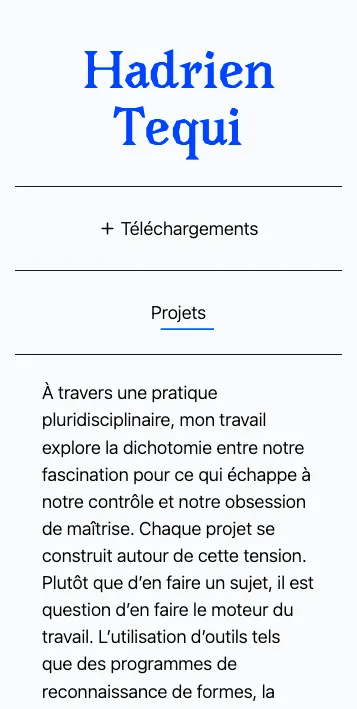 Hadrien
Tequi
+ Téléchargements
Projets
À travers une pratique
pluridisciplinaire, mon travail
explore la dichotomie entre notre
fascination pour ce qui échappe à
notre contrôle et notre obsession
de maîtrise. Chaque projet se
construit autour de cette tension.
Plutôt que d’en faire un sujet, il est
question d’en faire le moteur du
travail. L’utilisation d’outils tels
que des programmes de
reconnaissance de formes, la